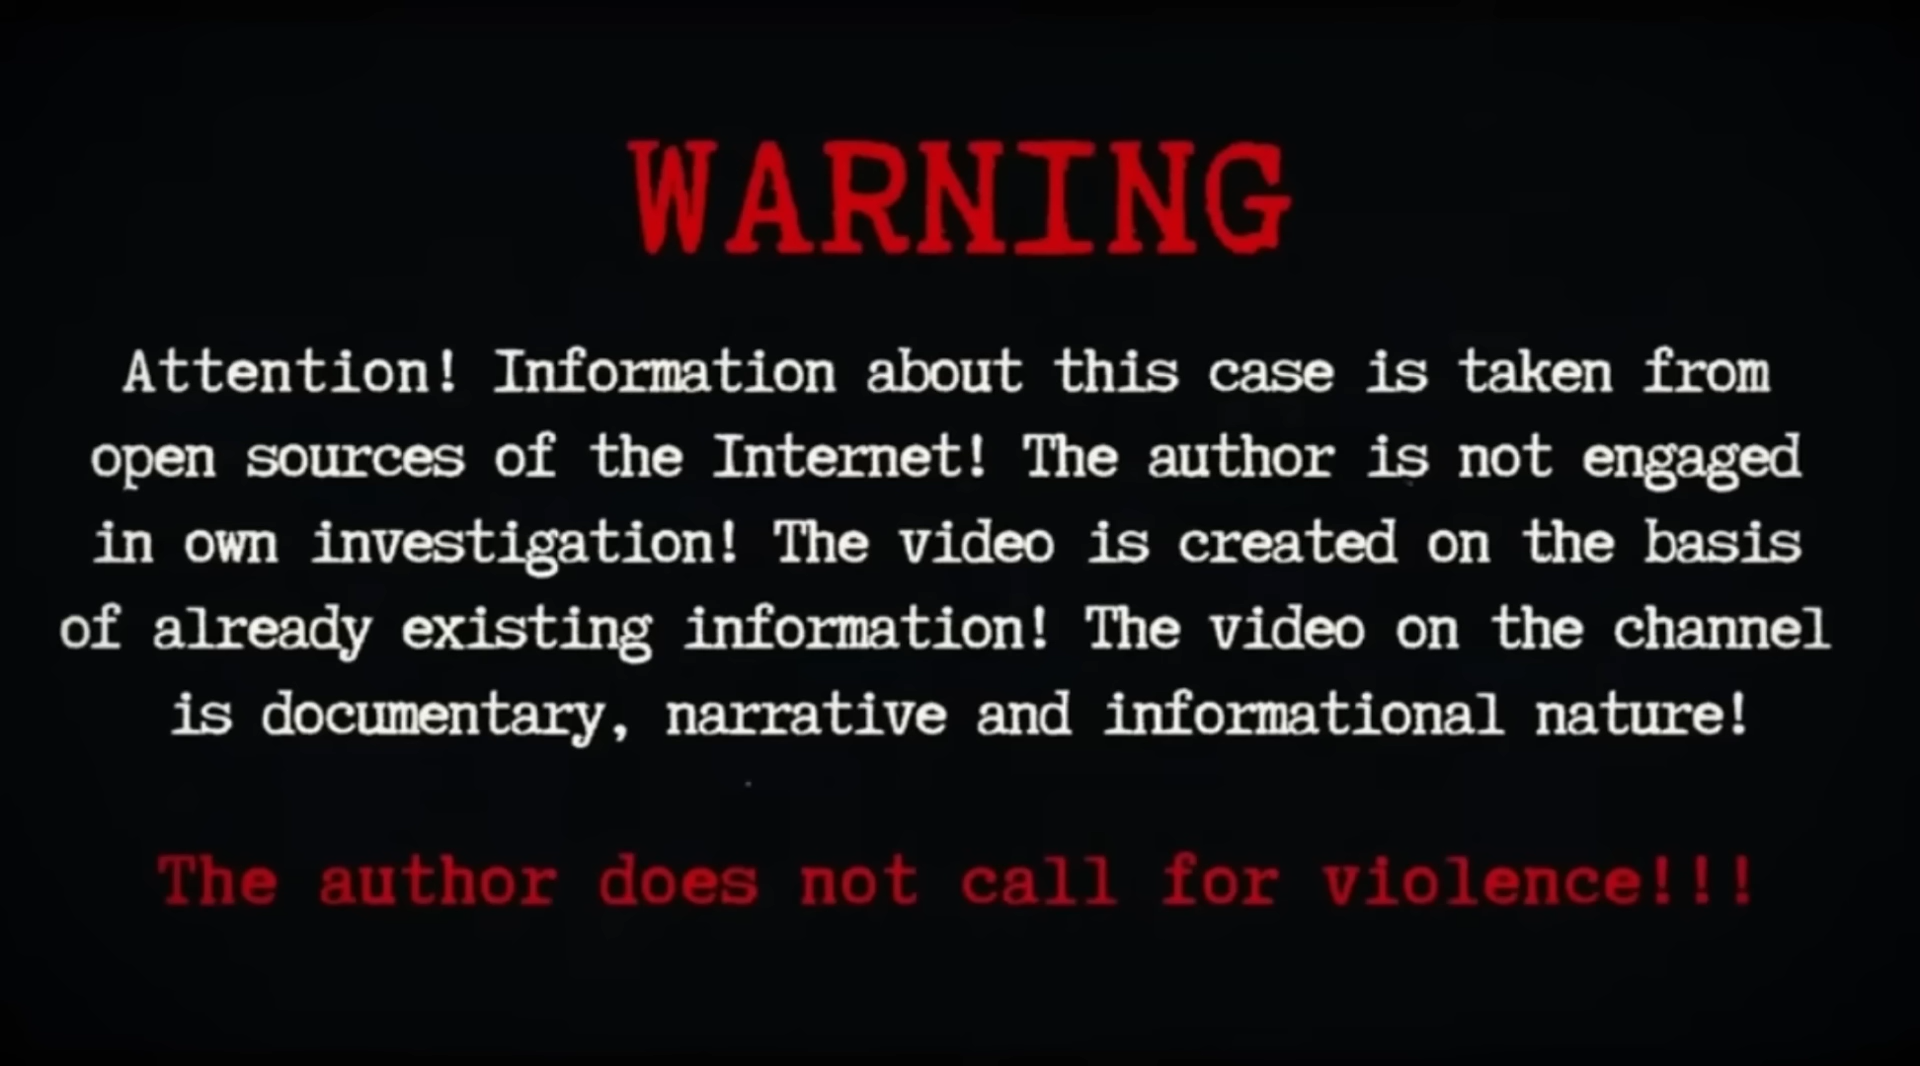 WARNING
Attention! Information about this case is taken from
open sources of the Internet! The author is not engaged
in own investigation! The video is created on the basis
of already existing information! The video on the channel
is documentary, narrative and informational nature!
The author does not call for violence!!!